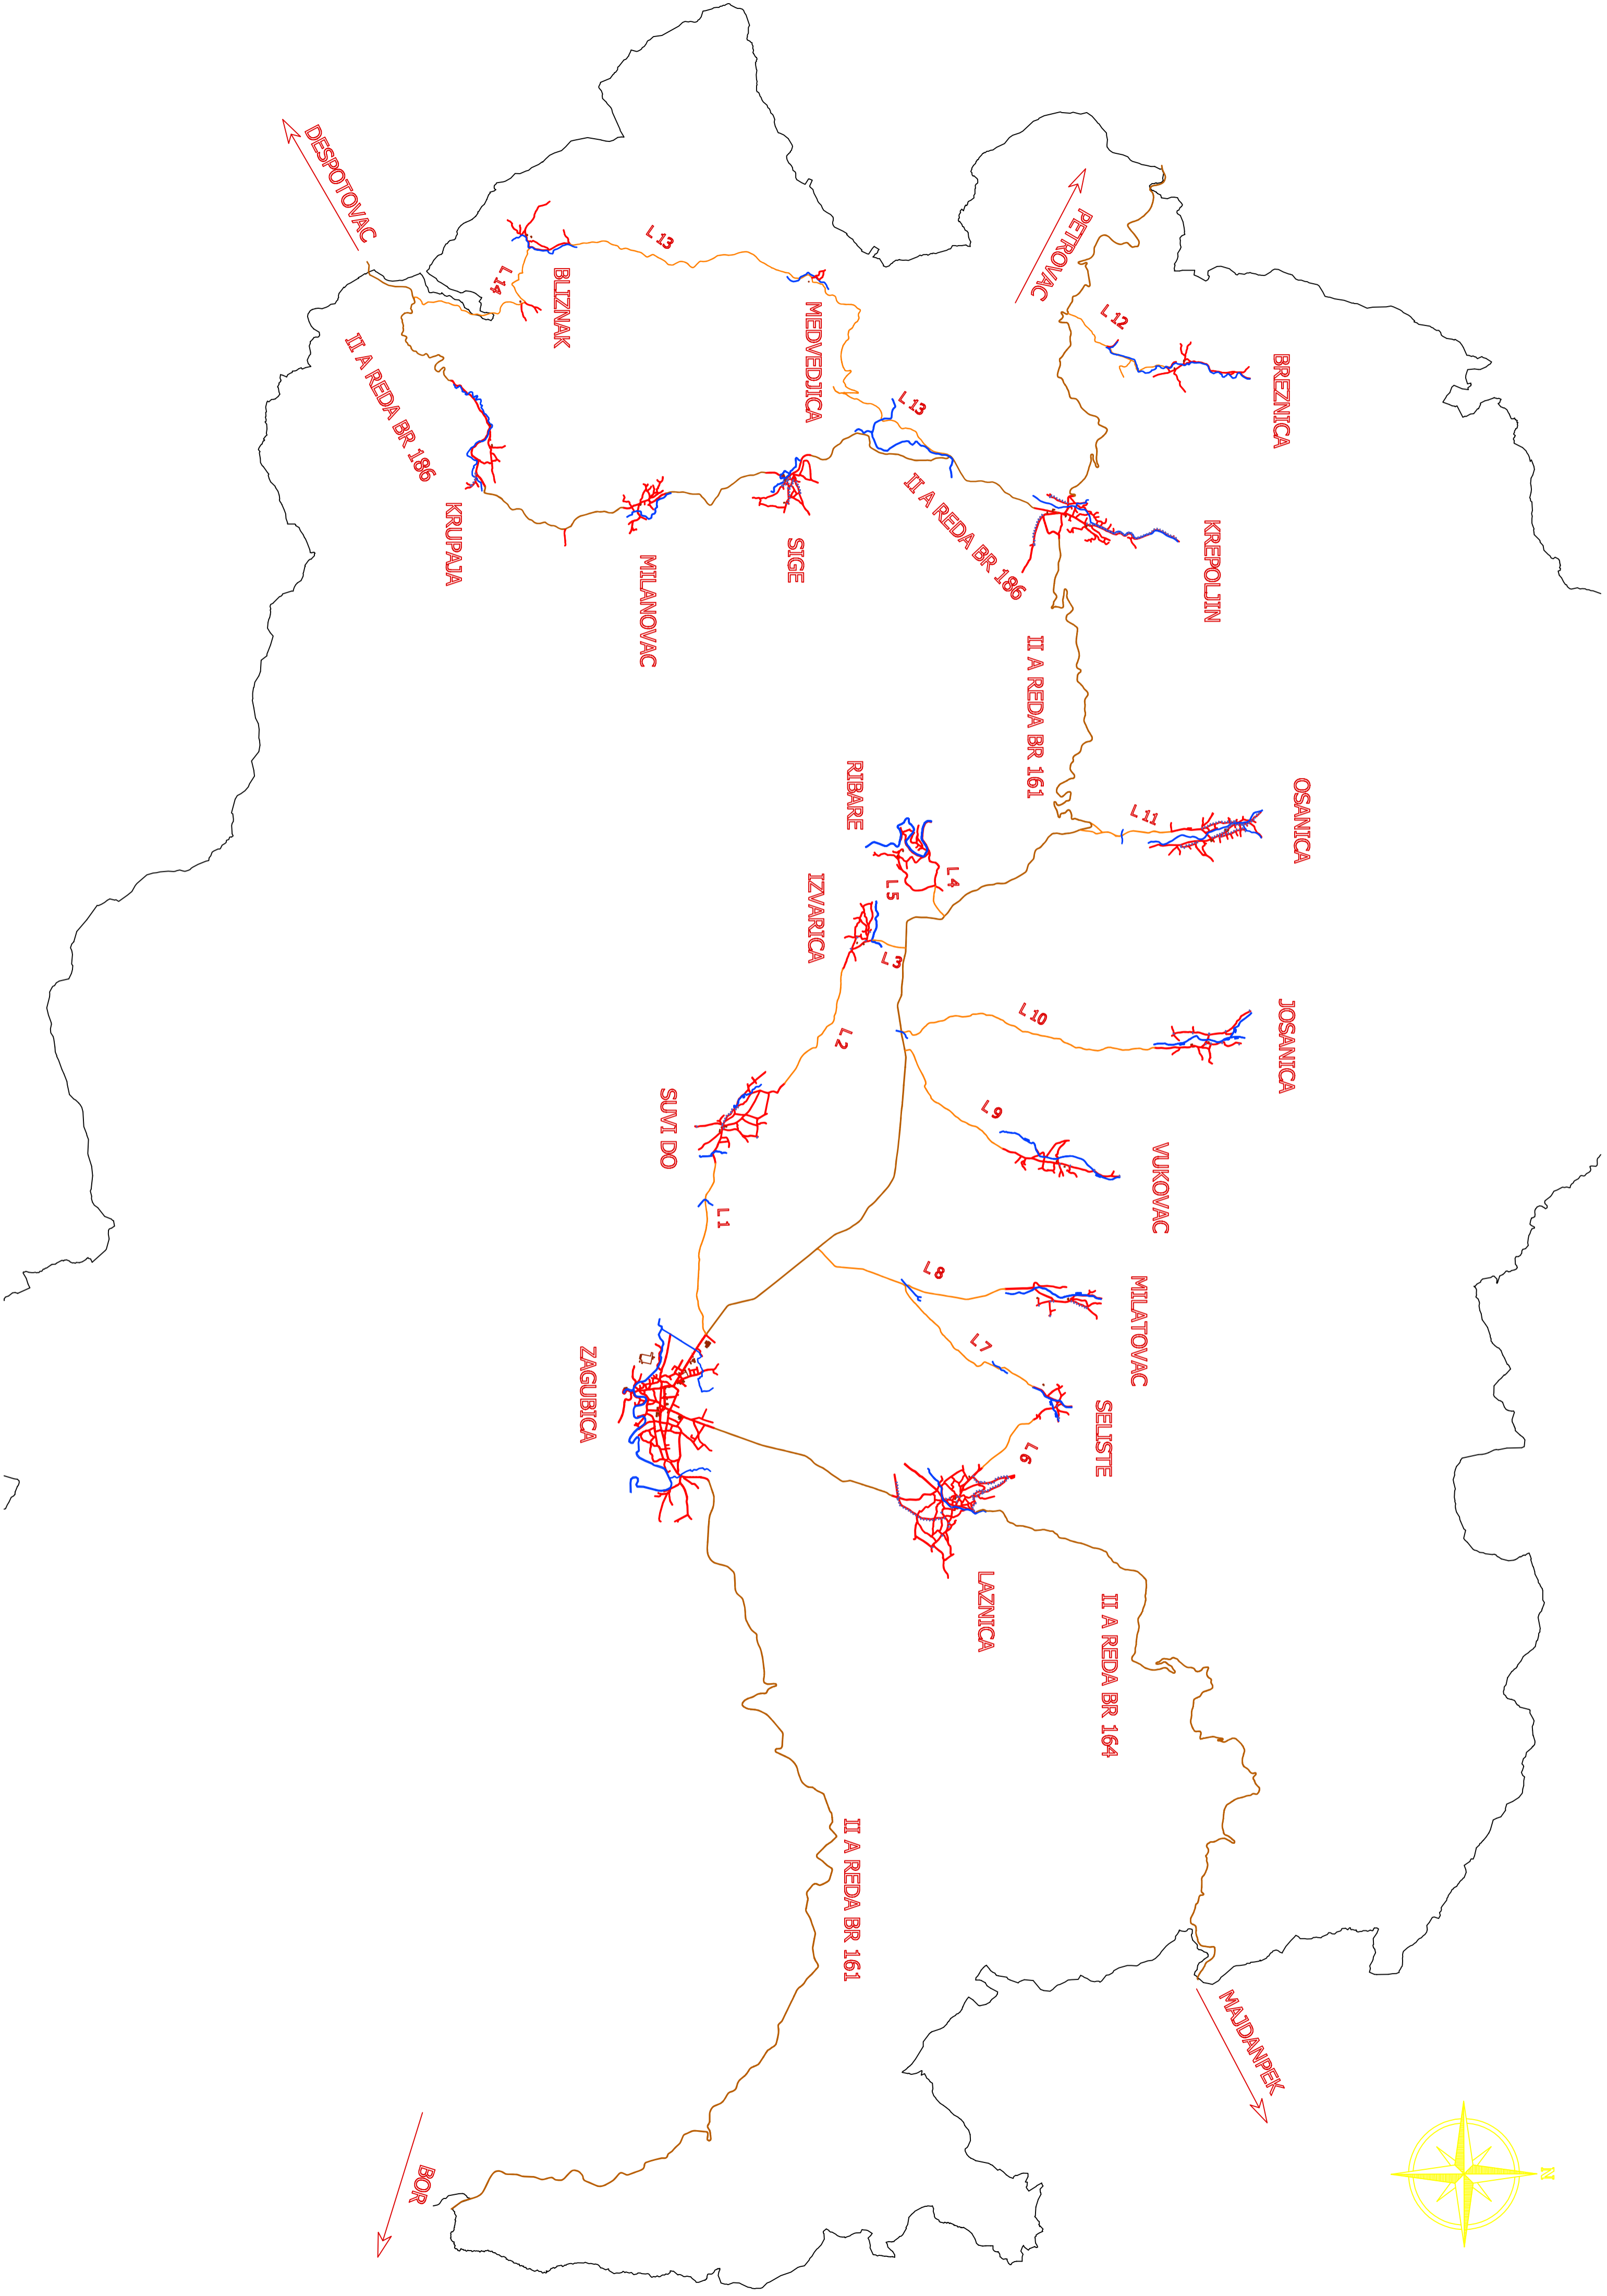 DESPOTOVAC
PETROVAC
L 13
L 14
BLIZNAK
MEDVEDJICA
L 12
BREZNICA
II A REDA BR 186
L 13
KRUPAJA
MILANOVAC
SIGE
II A REDA BR 186
KREPOLJIN
II A REDA BR 161
RIBARE
L 11
OSANICA
L 4
L 5
IZVARICA
L 3
L 2
L 10
JOSANICA
SUVI DO
L 9
VUKOVAC
L 1
L 8
MILATOVAC
L 7
ZAGUBICA
SELISTE
L 6
LAZNICA
II A REDA BR 164
II A REDA BR 161
MAJDANPEK
BOR
N